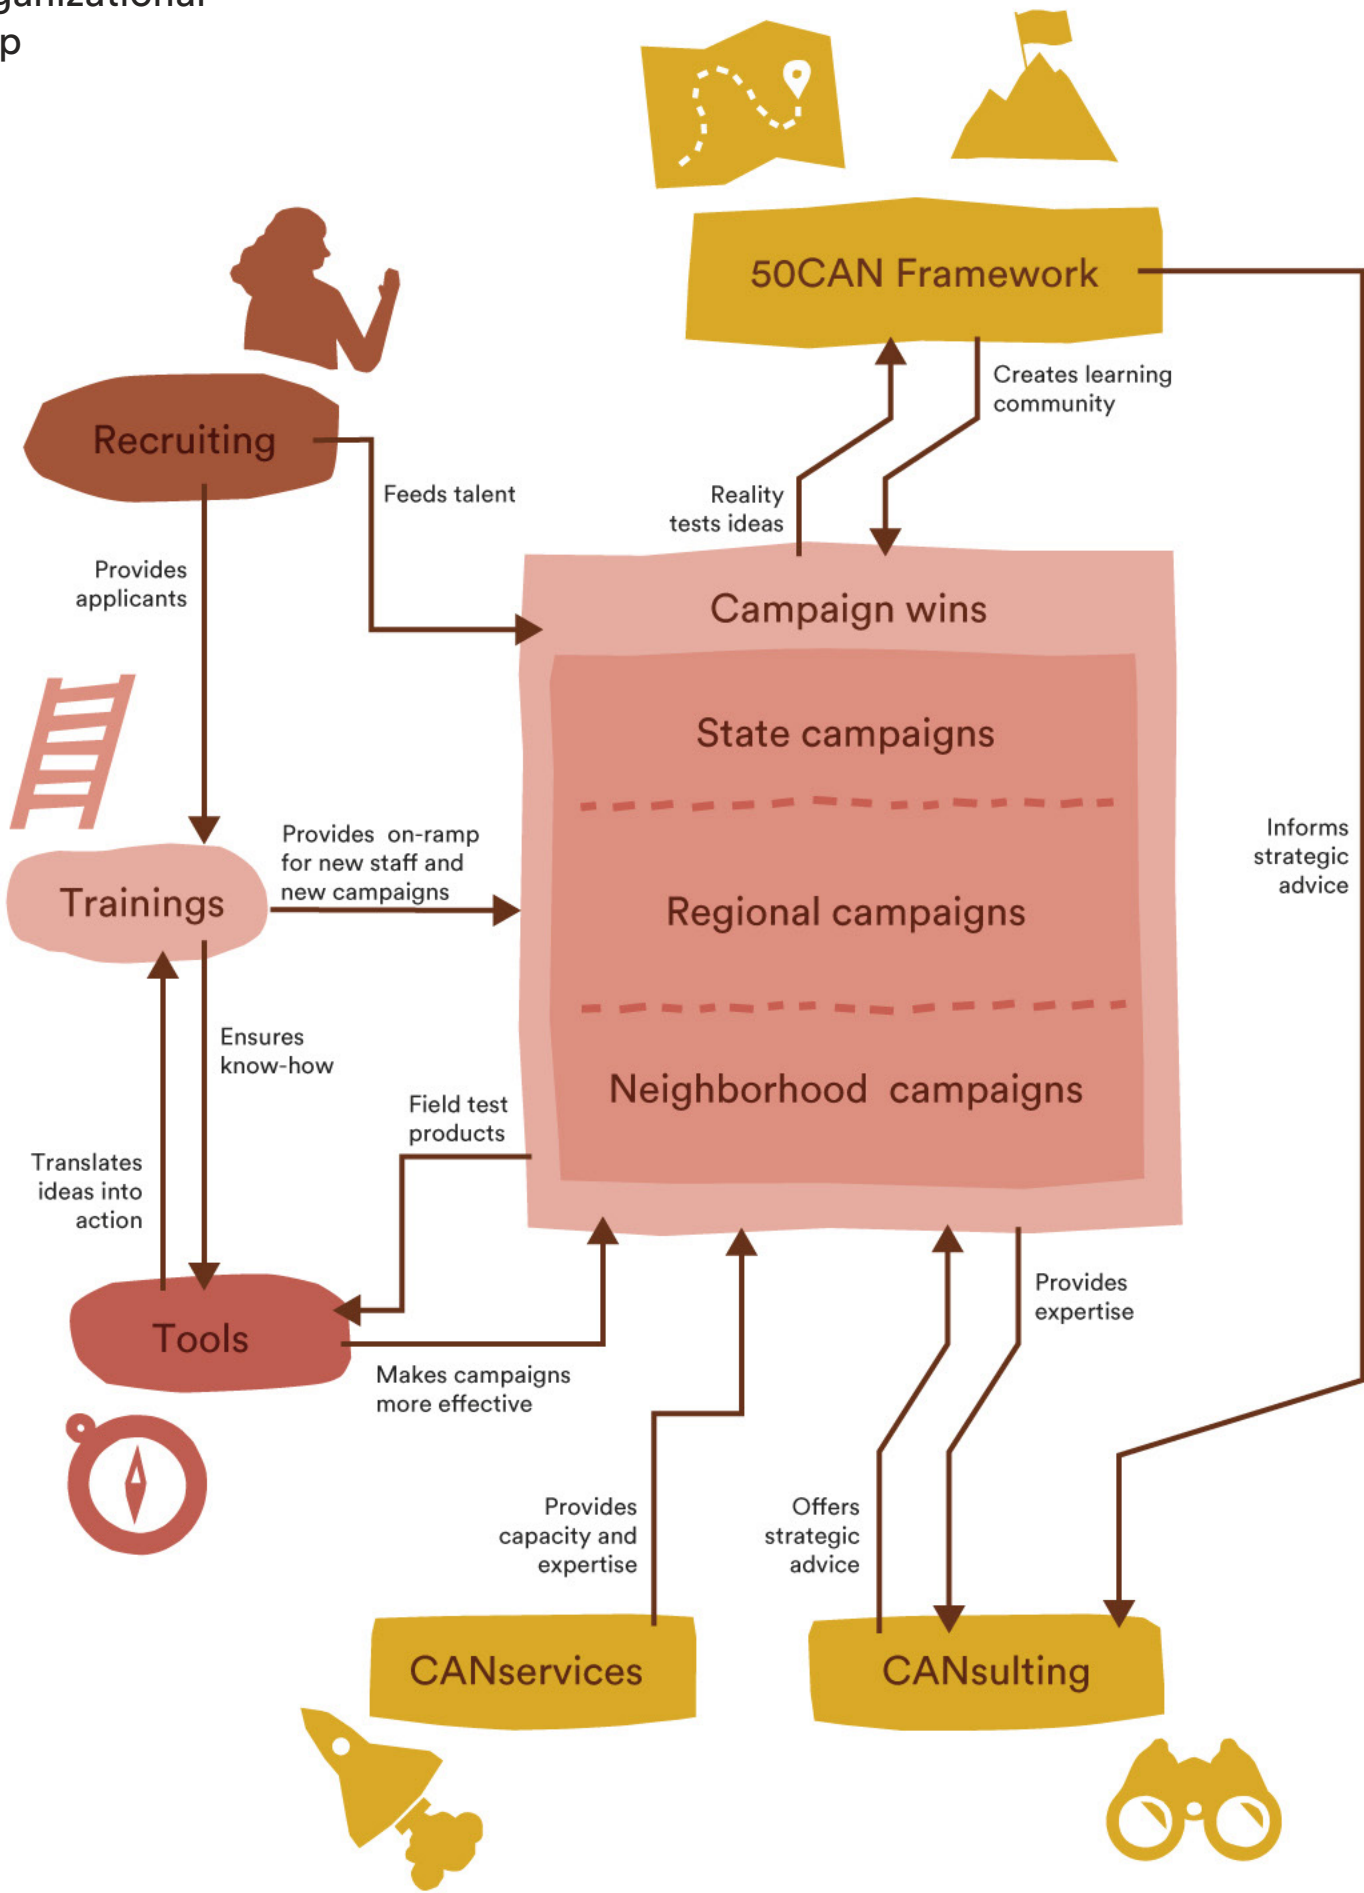 50CAN Framework
Creates learning
community
Recruiting
Feeds talent
Reality
tests ideas
Provides
applicants
Campaign wins
State campaigns
Provides on-ramp
for new staff and
new campaigns
Informs
strategic
advice
Trainings
Regional campaigns
Ensures
know-how
Field test
products
Neighborhood campaigns
Translates
ideas into
action
Provides
expertise
Tools
Makes campaigns
more effective
Provides
capacity and
expertise
Offers
strategic
advice
CANservices
CANsulting